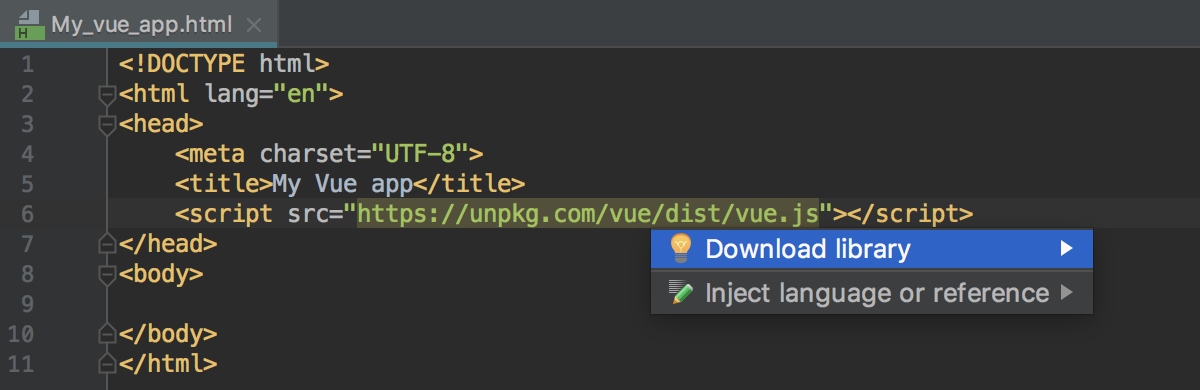 H My_vue_app.html
1 <!DOCTYPE html>
2 <html lang="en">
3 <head>
4     <meta charset="UTF-8">
5     <title>My Vue app</title>
6     <script src="https://unpkg.com/vue/dist/vue.js"></script>
7 </head>
Download library
8 <body>
Inject language or reference
9
10 </body>
11 </html>